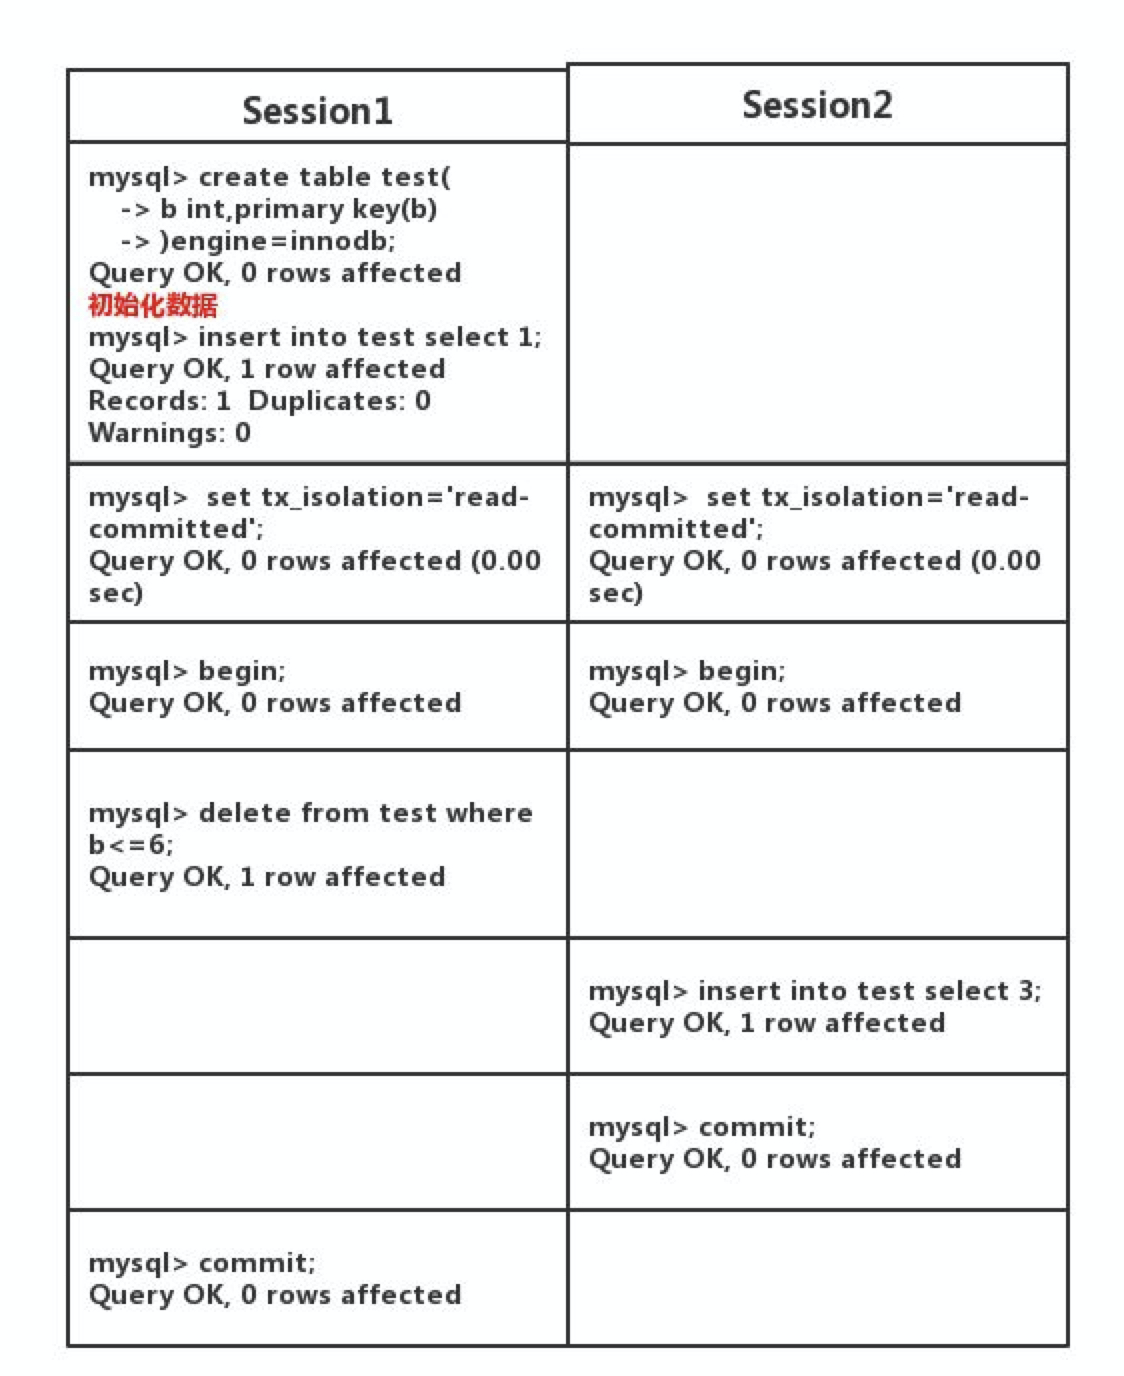 Session1
Session2
mysql> create table test(
-> b int,primary key(b)
-> )engine=innodb;
Query OK, 0 rows affected
初始化数据
mysql> insert into test select 1;
Query OK, 1 row affected
Records: 1  Duplicates: 0
Warnings: 0
mysql>  set tx_isolation='read-
committed';
Query OK, 0 rows affected (0.00
sec)
mysql>  set tx_isolation='read-
committed';
Query OK, 0 rows affected (0.00
sec)
mysql> begin;
Query OK, 0 rows affected
mysql> begin;
Query OK, 0 rows affected
mysql> delete from test where
b<=6;
Query OK, 1 row affected
mysql> insert into test select 3;
Query OK, 1 row affected
mysql> commit;
Query OK, 0 rows affected
mysql> commit;
Query OK, 0 rows affected